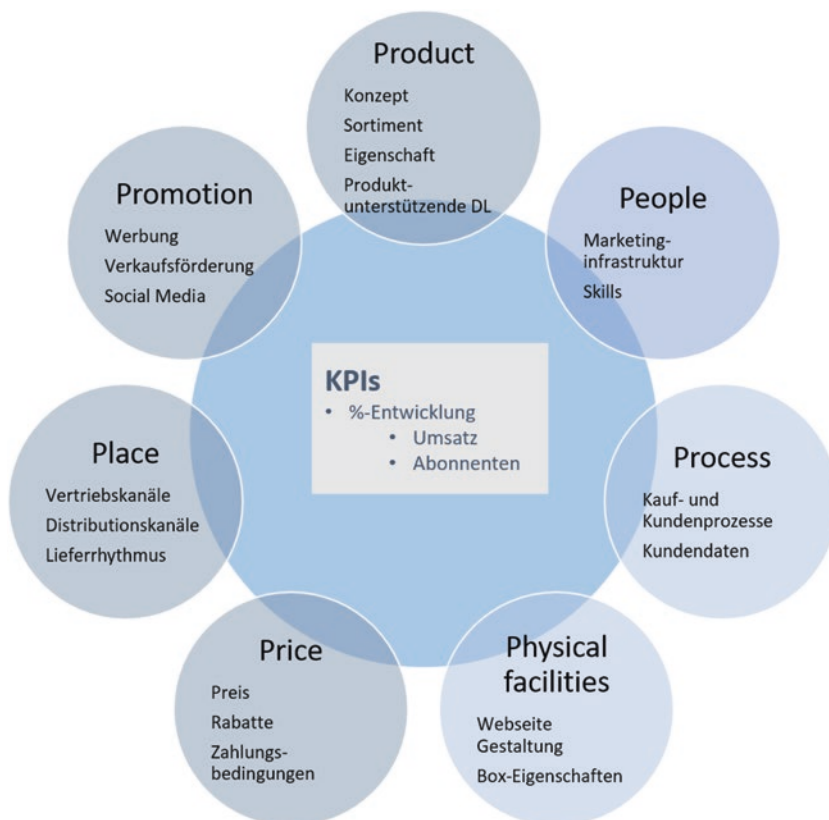 Product
Konzept
Sortiment
Eigenschaft
Produkt-
unterstützende DL
People
Marketing-
infrastruktur
Skills
Process
Kauf- und
Kundenprozesse
Kundendaten
Physical
facilities
Webseite
Gestaltung
Box-Eigenschaften
Price
Preis
Rabatte
Zahlungs-
bedingungen
Place
Vertriebskanäle
Distributionskanäle
Lieferrhythmus
Promotion
Werbung
Verkaufsförderung
Social Media
KPIs
• %-Entwicklung
• Umsatz
• Abonnenten